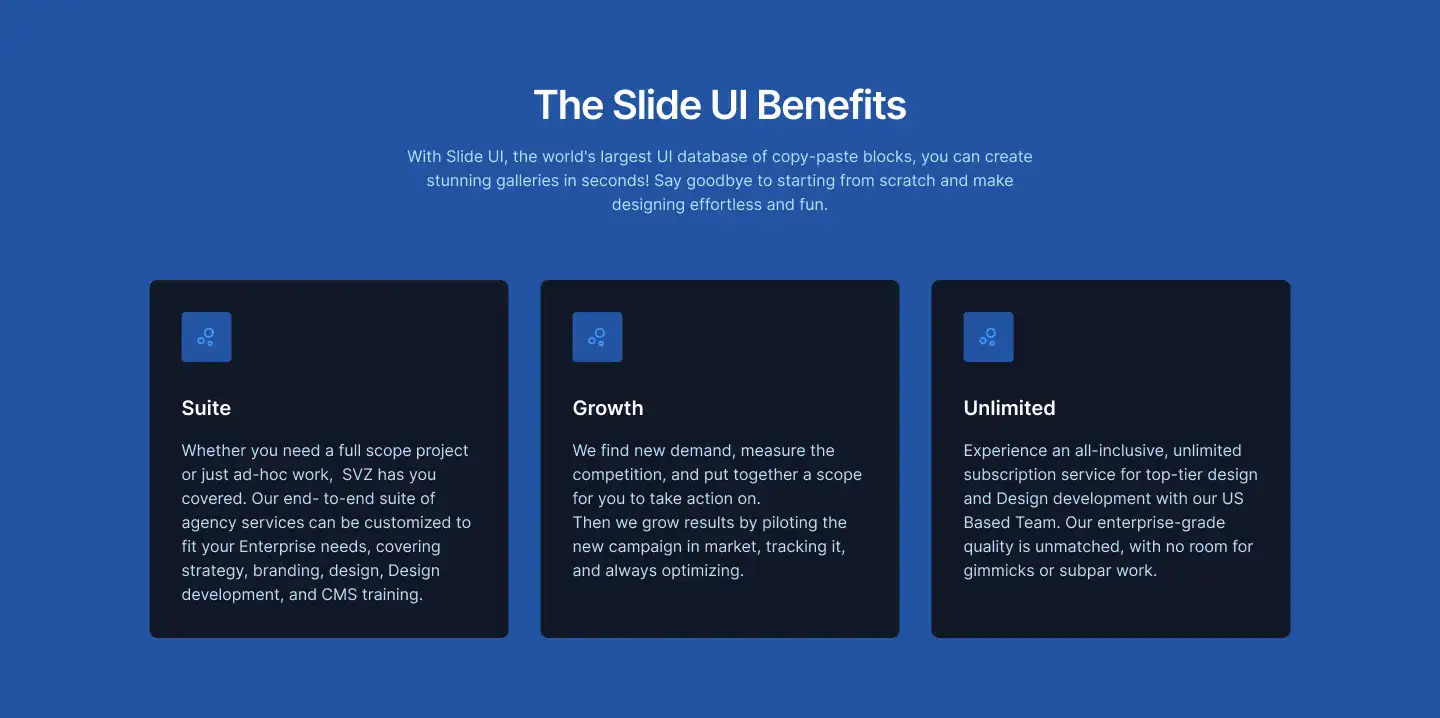 The Slide UI Benefits
With Slide UI, the world's largest UI database of copy-paste blocks, you can create
stunning galleries in seconds! Say goodbye to starting from scratch and make
designing effortless and fun.
Suite
Whether you need a full scope project
or just ad-hoc work,  SVZ has you
covered. Our end- to-end suite of
agency services can be customized to
fit your Enterprise needs, covering
strategy, branding, design, Design
development, and CMS training.
Growth
We find new demand, measure the
competition, and put together a scope
for you to take action on.
Then we grow results by piloting the
new campaign in market, tracking it,
and always optimizing.
Unlimited
Experience an all-inclusive, unlimited
subscription service for top-tier design
and Design development with our US
Based Team. Our enterprise-grade
quality is unmatched, with no room for
gimmicks or subpar work.